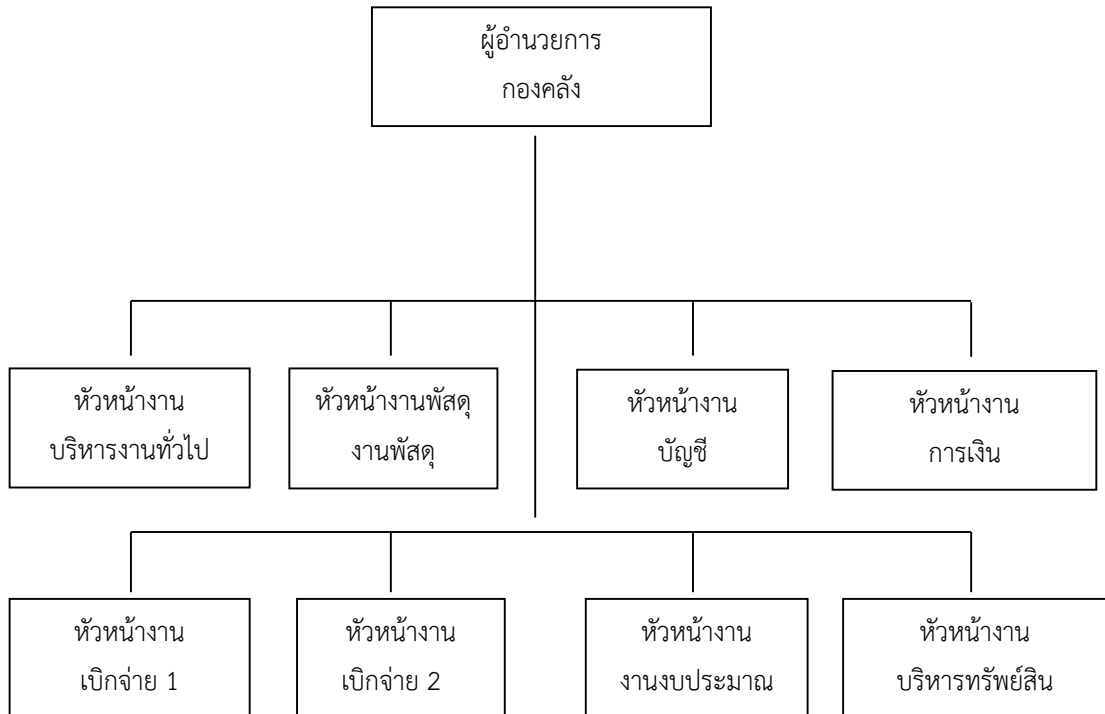 ผู้อำนวยการ
กองคลัง
หัวหน้างาน
บริหารงานทั่วไป
หัวหน้างานพัสดุ
งานพัสดุ
หัวหน้างาน
บัญชี
หัวหน้างาน
การเงิน
หัวหน้างาน
เบิกจ่าย 1
หัวหน้างาน
เบิกจ่าย 2
หัวหน้างาน
งานงบประมาณ
หัวหน้างาน
บริหารทรัพย์สิน